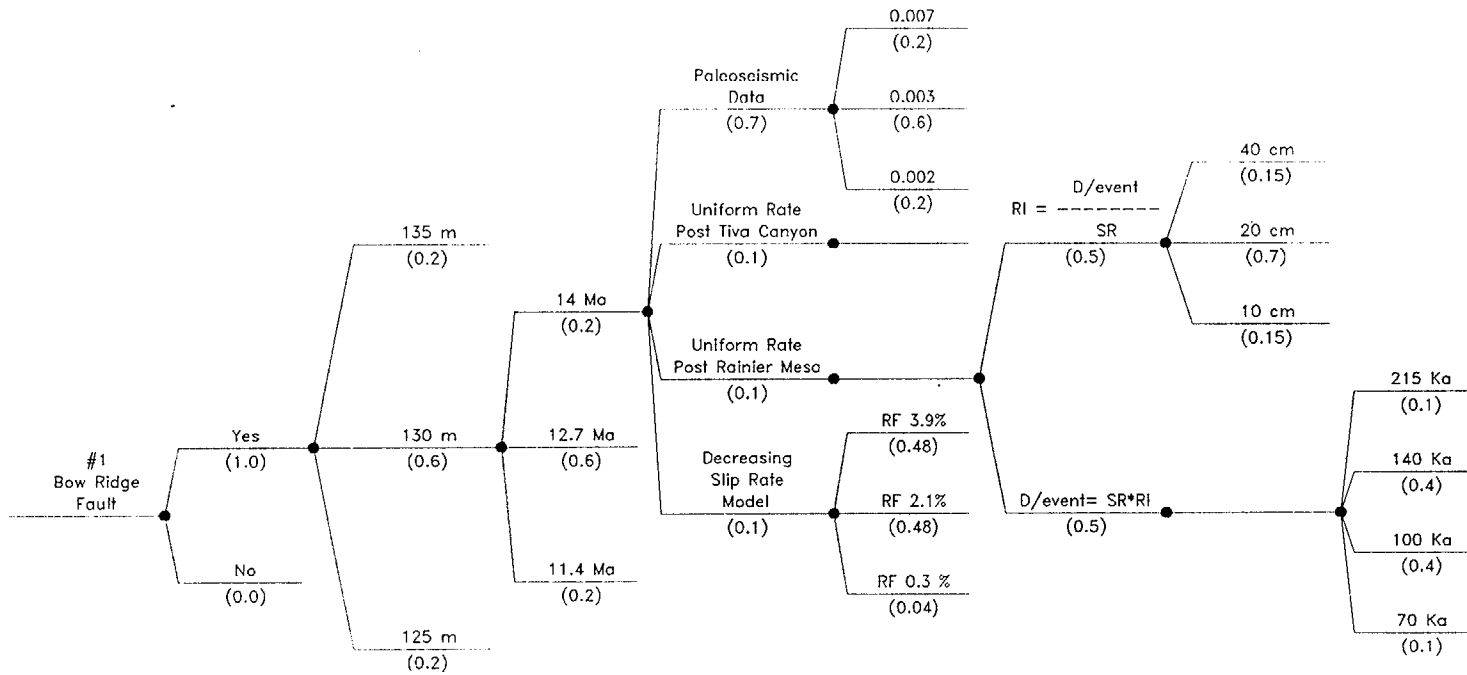 #1
Bow Ridge
Fault
Yes
(1.0)
No
(0.0)
135 m
(0.2)
130 m
(0.6)
125 m
(0.2)
14 Ma
(0.2)
12.7 Ma
(0.6)
11.4 Ma
(0.2)
Paleoseismic
Data
(0.7)
Uniform Rate
Post Tiva Canyon
(0.1)
Uniform Rate
Post Rainier Mesa
(0.1)
Decreasing
Slip Rate
Model
(0.1)
0.007
(0.2)
0.003
(0.6)
0.002
(0.2)
RF 3.9%
(0.48)
RF 2.1%
(0.48)
RF 0.3 %
(0.04)
D/event
RI = -------
SR
(0.5)
D/event= SR*RI
(0.5)
40 cm
(0.15)
20 cm
(0.7)
10 cm
(0.15)
215 Ka
(0.1)
140 Ka
(0.4)
100 Ka
(0.4)
70 Ka
(0.1)